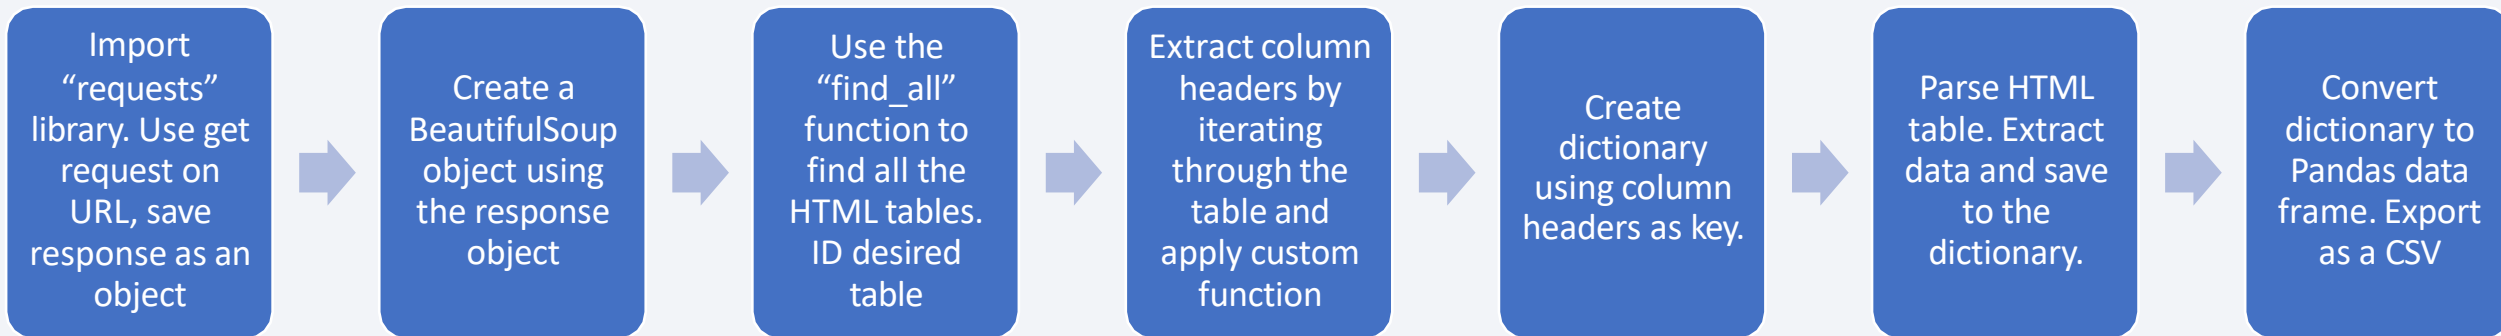 Import
“requests”
library. Use get
request on
URL, save
response as an
object
Create a
BeautifulSoup
object using
the response
object
Use the
“find_all”
function to
find all the
HTML tables.
ID desired
table
Extract column
headers by
iterating
through the
table and
apply custom
function
Create
dictionary
using column
headers as key.
Parse HTML
table. Extract
data and save
to the
dictionary.
Convert
dictionary to
Pandas data
frame. Export
as a CSV